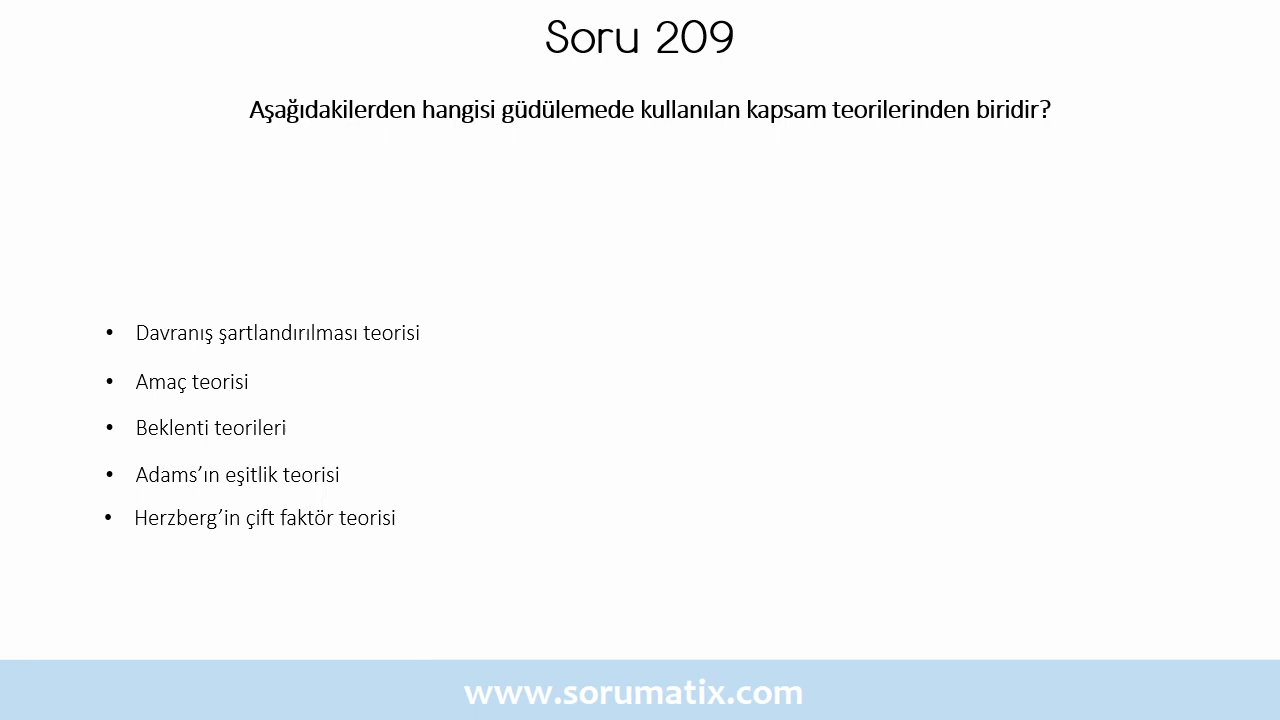 Soru 209
Aşağıdakilerden hangisi güdülemede kullanılan kapsam teorilerinden biridir?
• Davranış şartlandırılması teorisi
• Amaç teorisi
• Beklenti teorileri
• Adams’ın eşitlik teorisi
• Herzberg’in çift faktör teorisi
www.sorumatix.com